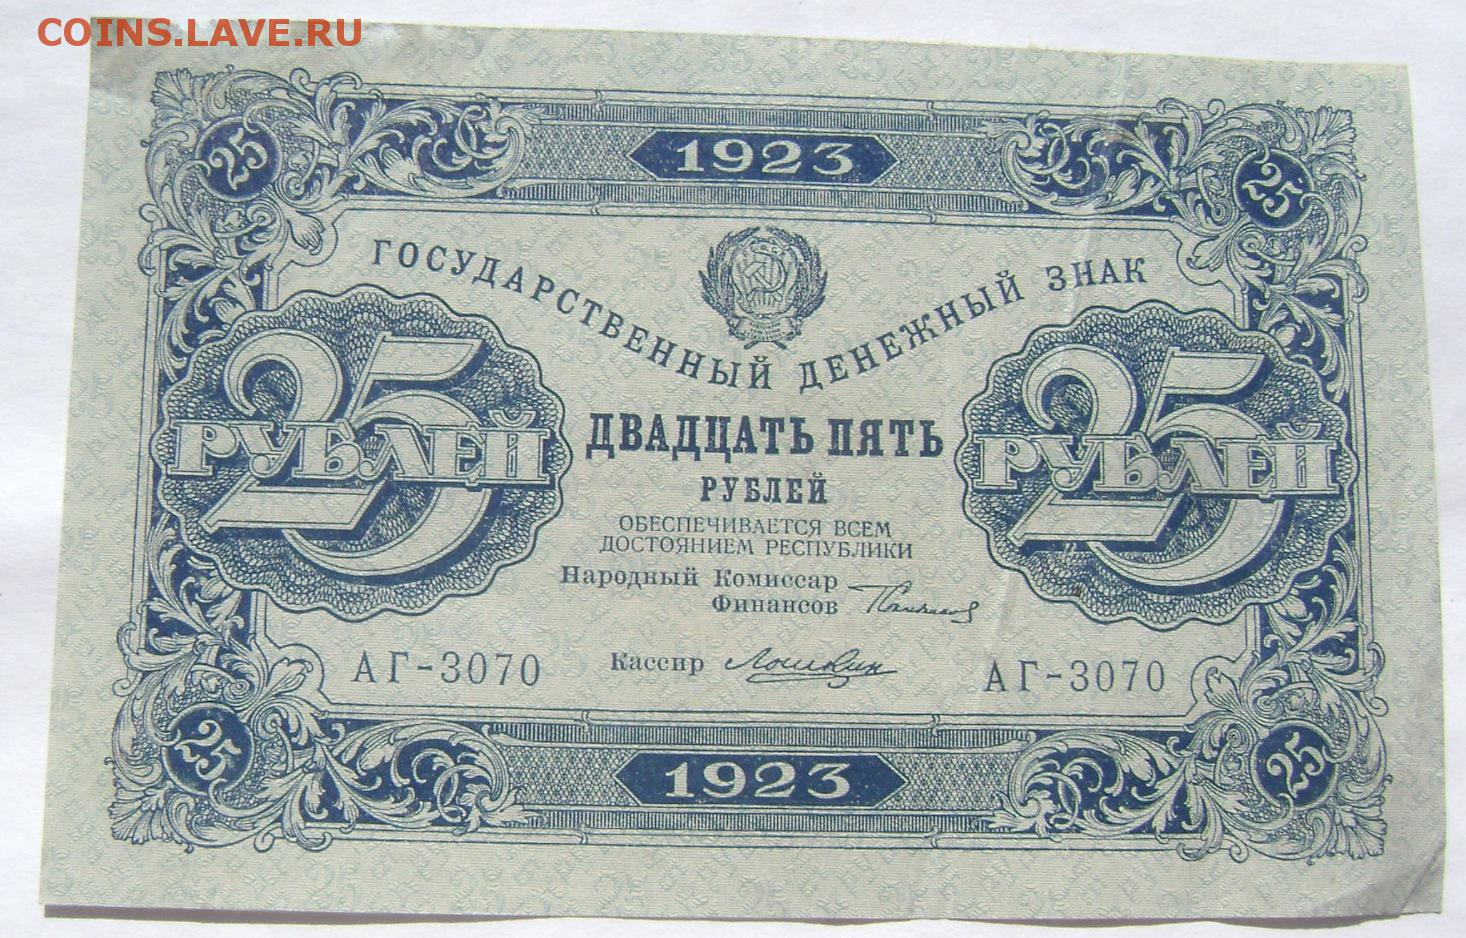 COINS.LAVE.RU
1923
25
25
ГОСУДАРСТВЕННЫЙ ДЕНЕЖНЫЙ ЗНАК
25
РУБЛЕЙ
ДВАДЦАТЬ ПЯТЬ
РУБЛЕЙ
25
РУБЛЕЙ
ОБЕСПЕЧИВАЕТСЯ ВСЕМ
ДОСТОЯНИЕМ РЕСПУБЛИКИ
Народный Комиссар
Финансов
Кассир
АГ-3070
АГ-3070
25
25
1923